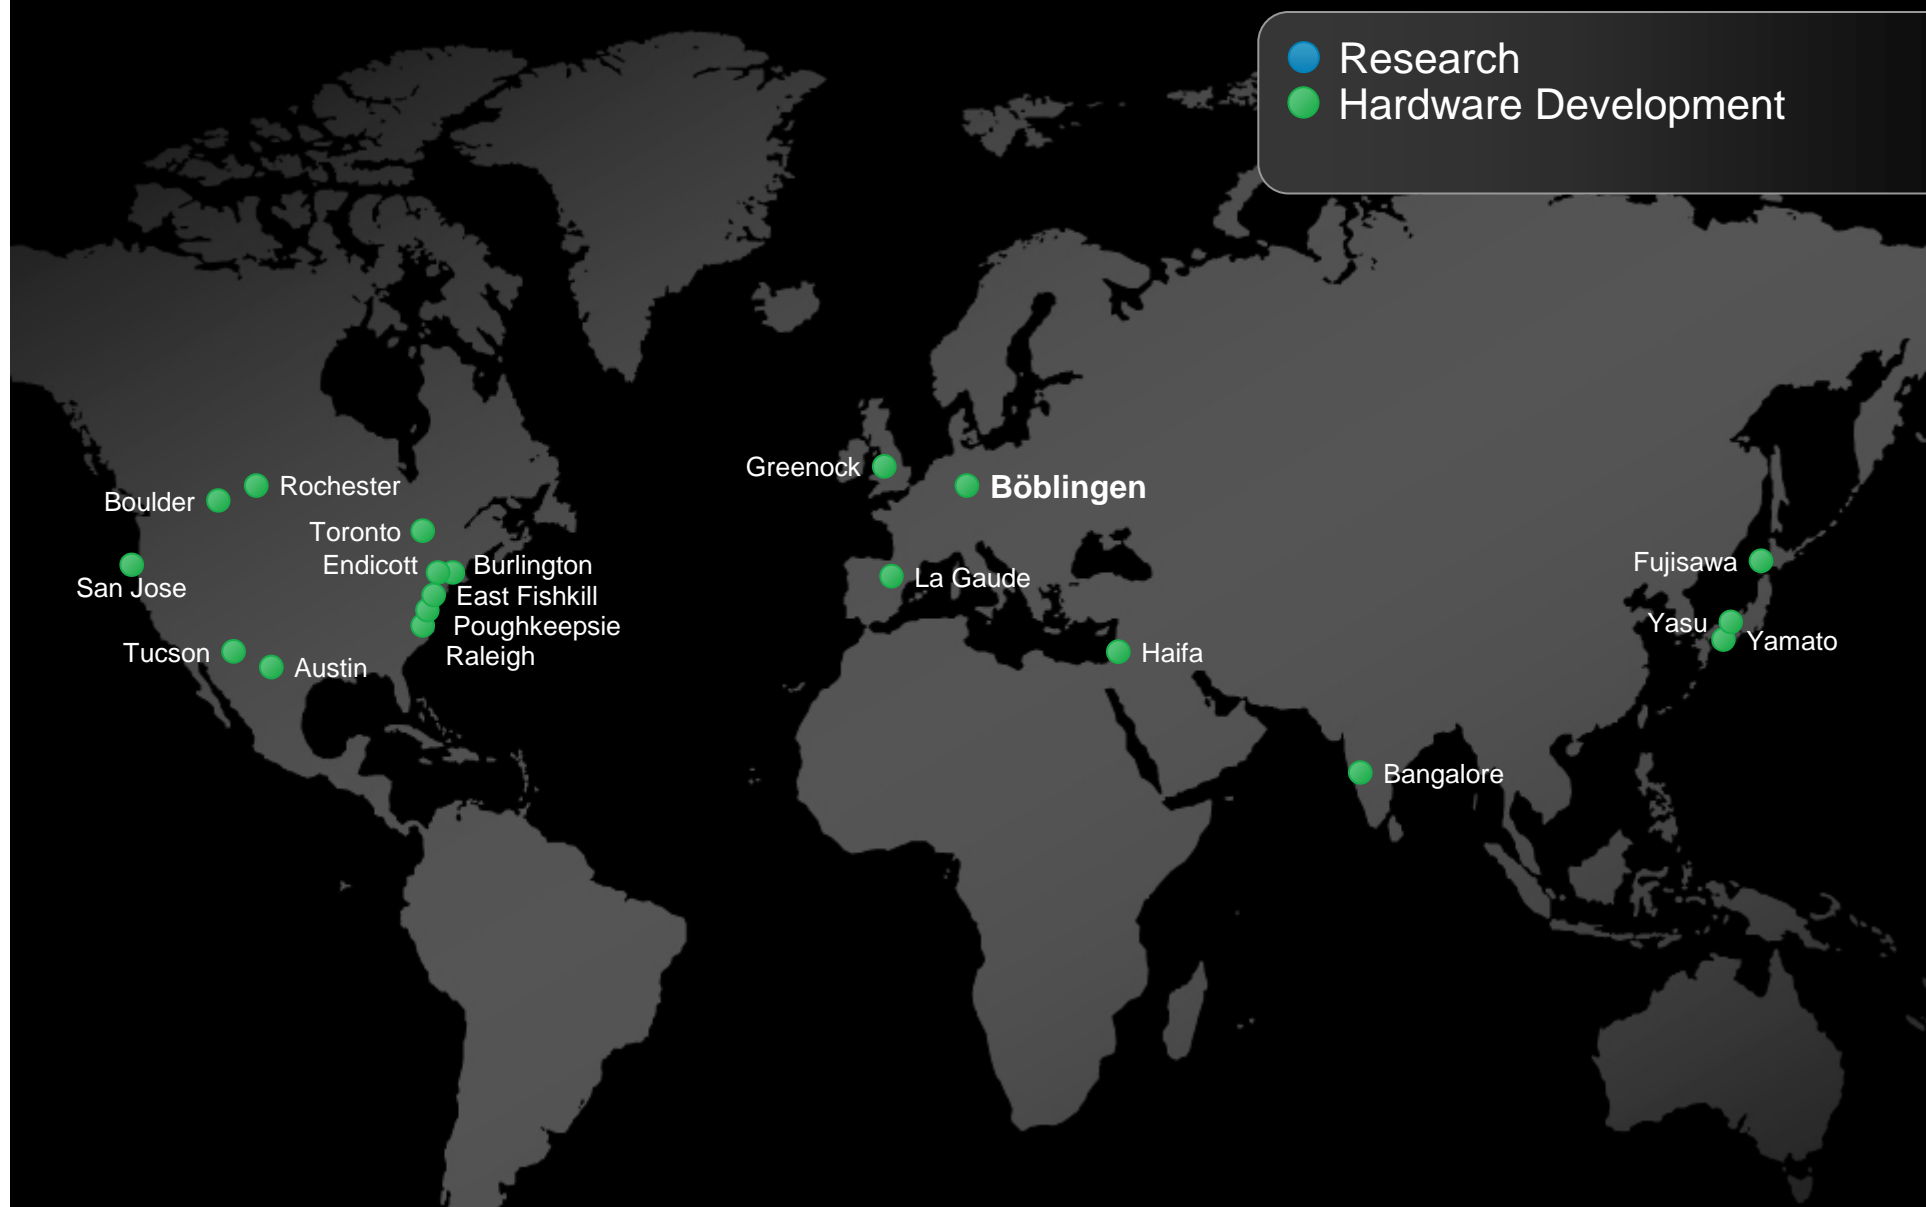 Research
Hardware Development
Greenock
Böblingen
Rochester
Boulder
Toronto
Endicott
Burlington
San Jose
East Fishkill
Poughkeepsie
Raleigh
Tucson
Austin
La Gaude
Haifa
Fujisawa
Yasu
Yamato
Bangalore